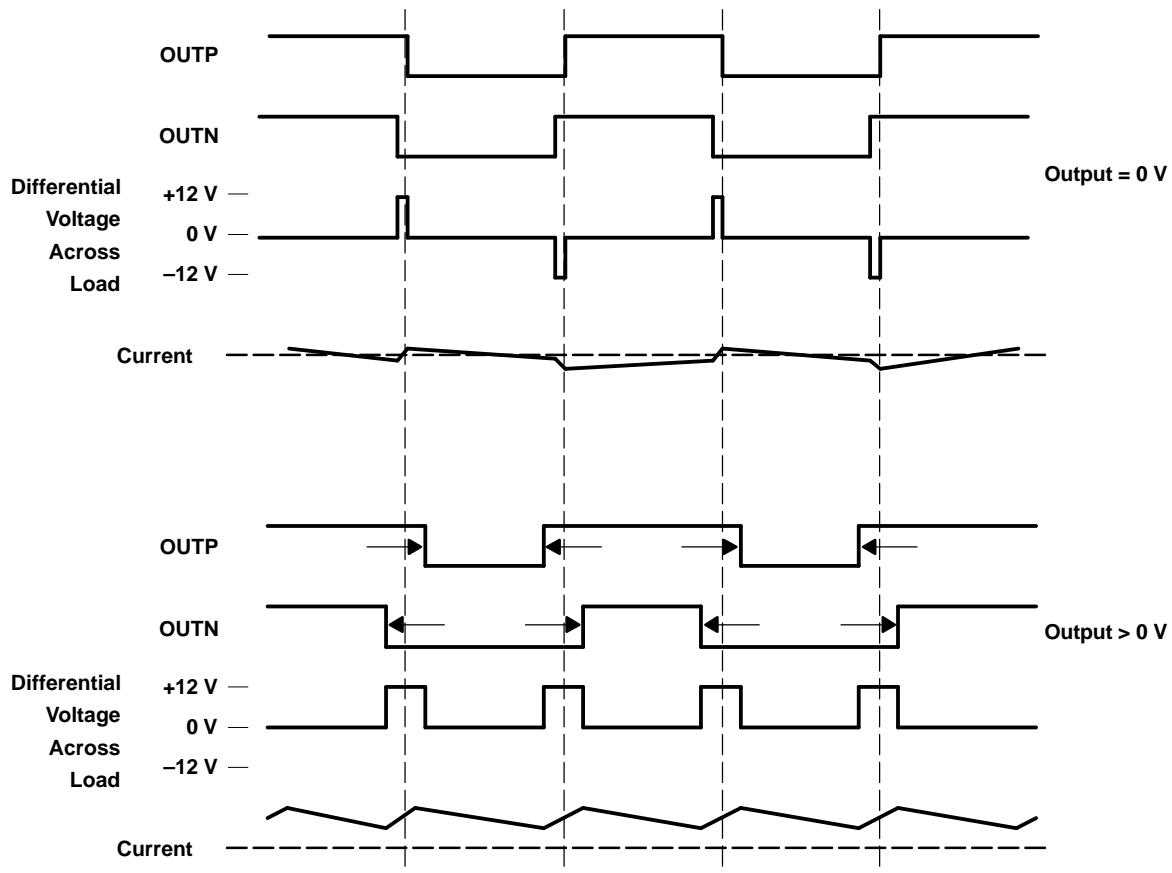 OUTP
OUTN
Output = 0 V
Differential
Voltage
Across
Load
+12 V
0 V
–12 V
Current
OUTP
OUTN
Output > 0 V
Differential
Voltage
Across
Load
+12 V
0 V
–12 V
Current